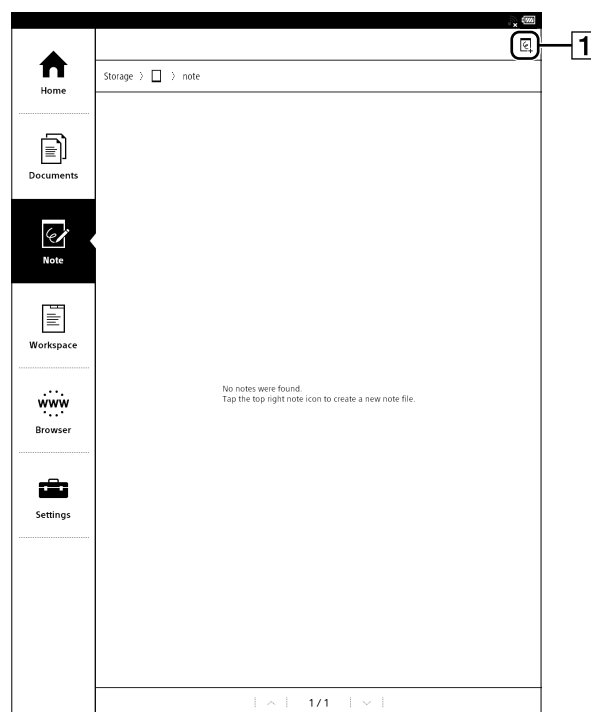 1
Storage 〉 〉 note
Home
Documents
Note
Workspace
www
Browser
Settings
No notes were found.
Tap the top right note icon to create a new note file.
1 / 1